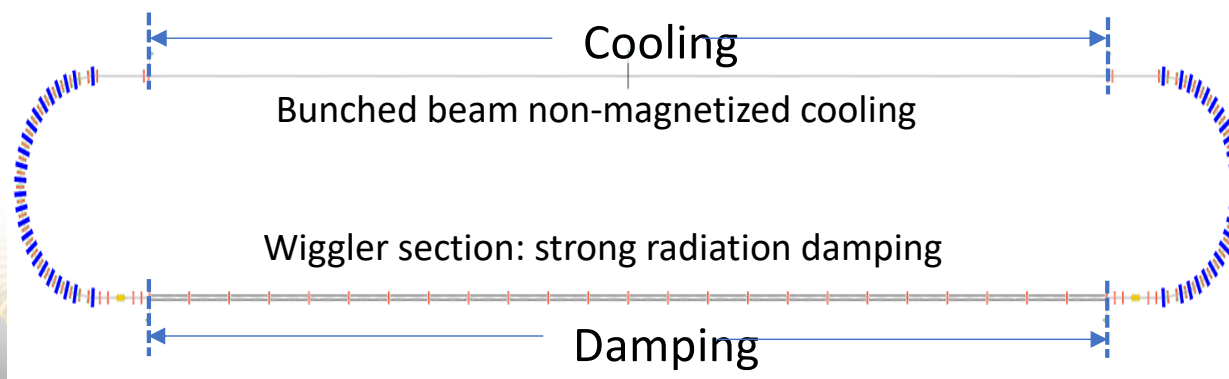 Cooling
Bunched beam non-magnetized cooling
Wiggler section: strong radiation damping
Damping